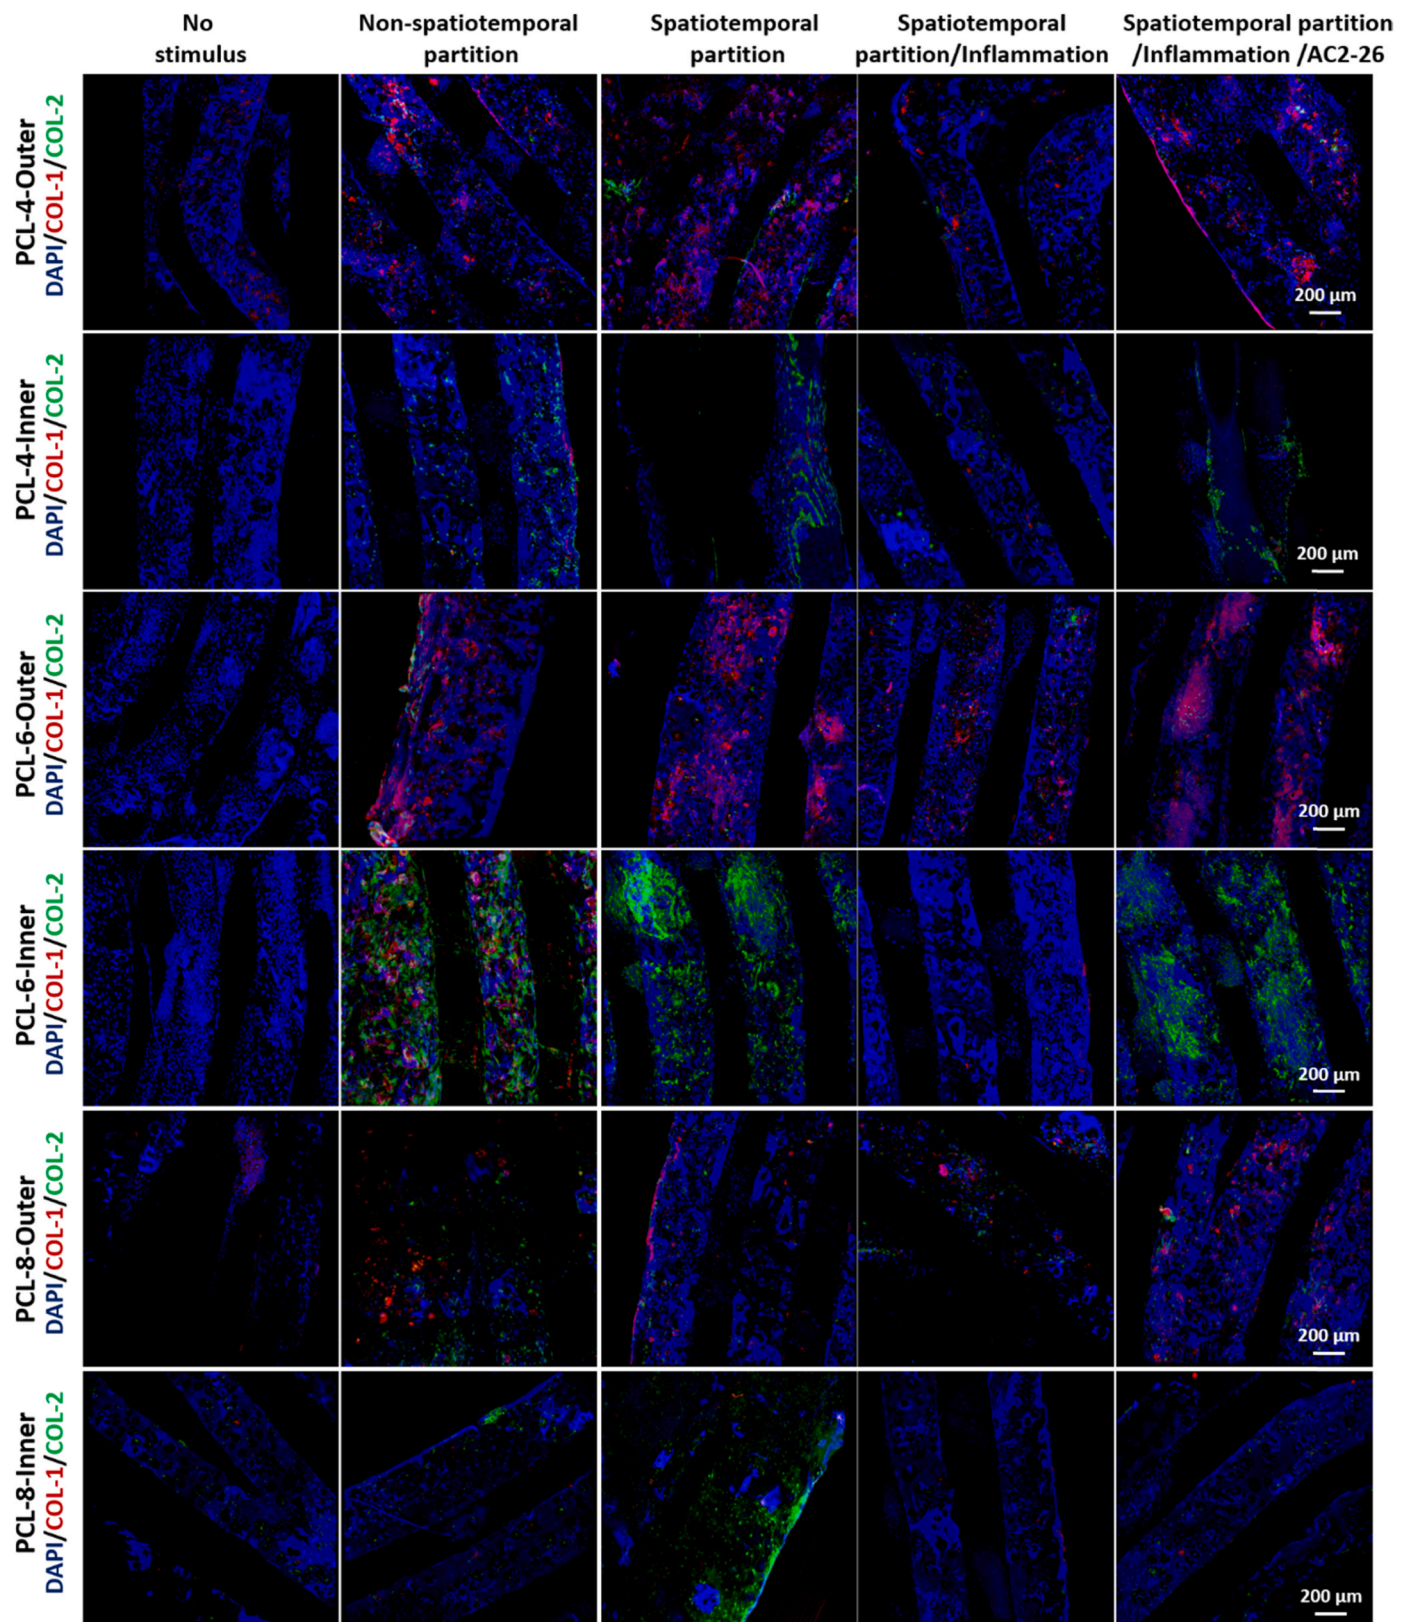 No
stimulus
Non-spatiotemporal
partition
Spatiotemporal
partition
Spatiotemporal
partition/Inflammation
Spatiotemporal partition
/Inflammation /AC2-26
PCL-4-Outer
DAPI/COL-1/COL-2
200 µm
PCL-4-Inner
DAPI/COL-1/COL-2
200 µm
PCL-6-Outer
DAPI/COL-1/COL-2
200 µm
PCL-6-Inner
DAPI/COL-1/COL-2
200 µm
PCL-8-Outer
DAPI/COL-1/COL-2
200 µm
PCL-8-Inner
DAPI/COL-1/COL-2
200 µm